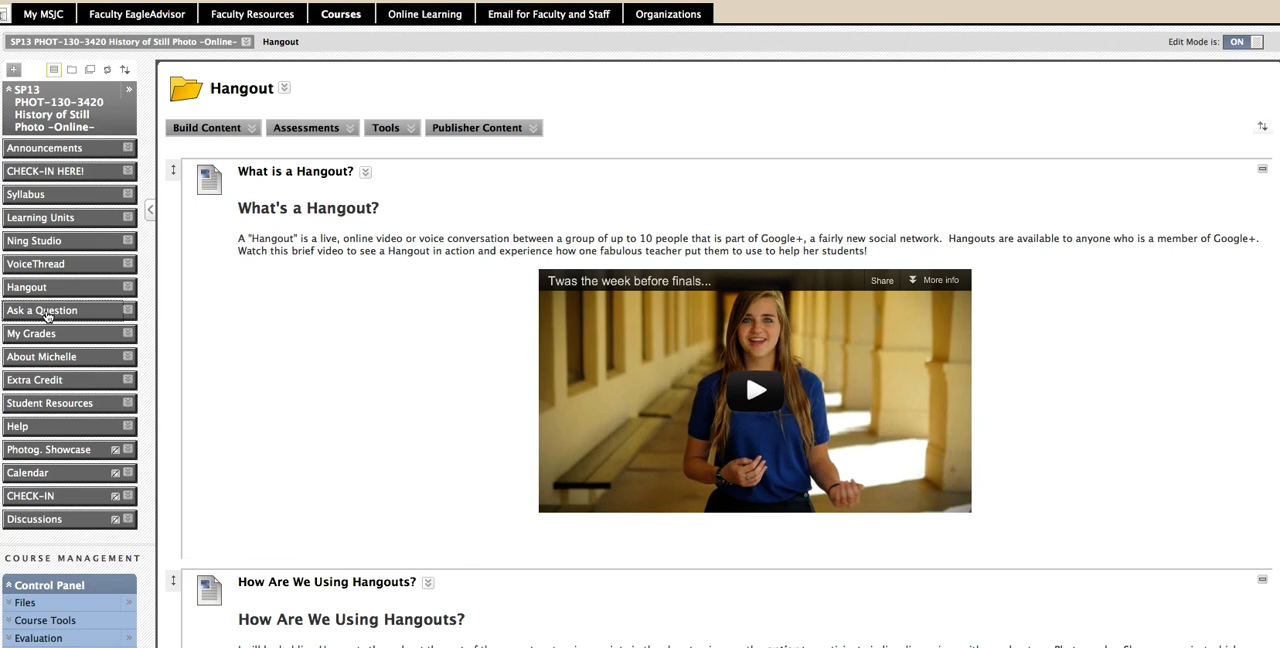 My MSJC
Faculty EagleAdvisor
Faculty Resources
Courses
Online Learning
Email for Faculty and Staff
Organizations
SP13 PHOT-130-3420 History of Still Photo -Online-
Hangout
Edit Mode is: ON
SP13
PHOT-130-3420
History of Still
Photo -Online-
Announcements
CHECK-IN HERE!
Syllabus
Learning Units
Ning Studio
VoiceThread
Hangout
Ask a Question
My Grades
About Michelle
Extra Credit
Student Resources
Help
Photog. Showcase
Calendar
CHECK-IN
Discussions
COURSE MANAGEMENT
Control Panel
Files
Course Tools
Evaluation
Hangout
Build Content
Assessments
Tools
Publisher Content
What is a Hangout?
What's a Hangout?
A "Hangout" is a live, online video or voice conversation between a group of up to 10 people that is part of Google+, a fairly new social network. Hangouts are available to anyone who is a member of Google+.
Watch this brief video to see a Hangout in action and experience how one fabulous teacher put them to use to help her students!
Twas the week before finals...
Share
More info
How Are We Using Hangouts?
How Are We Using Hangouts?